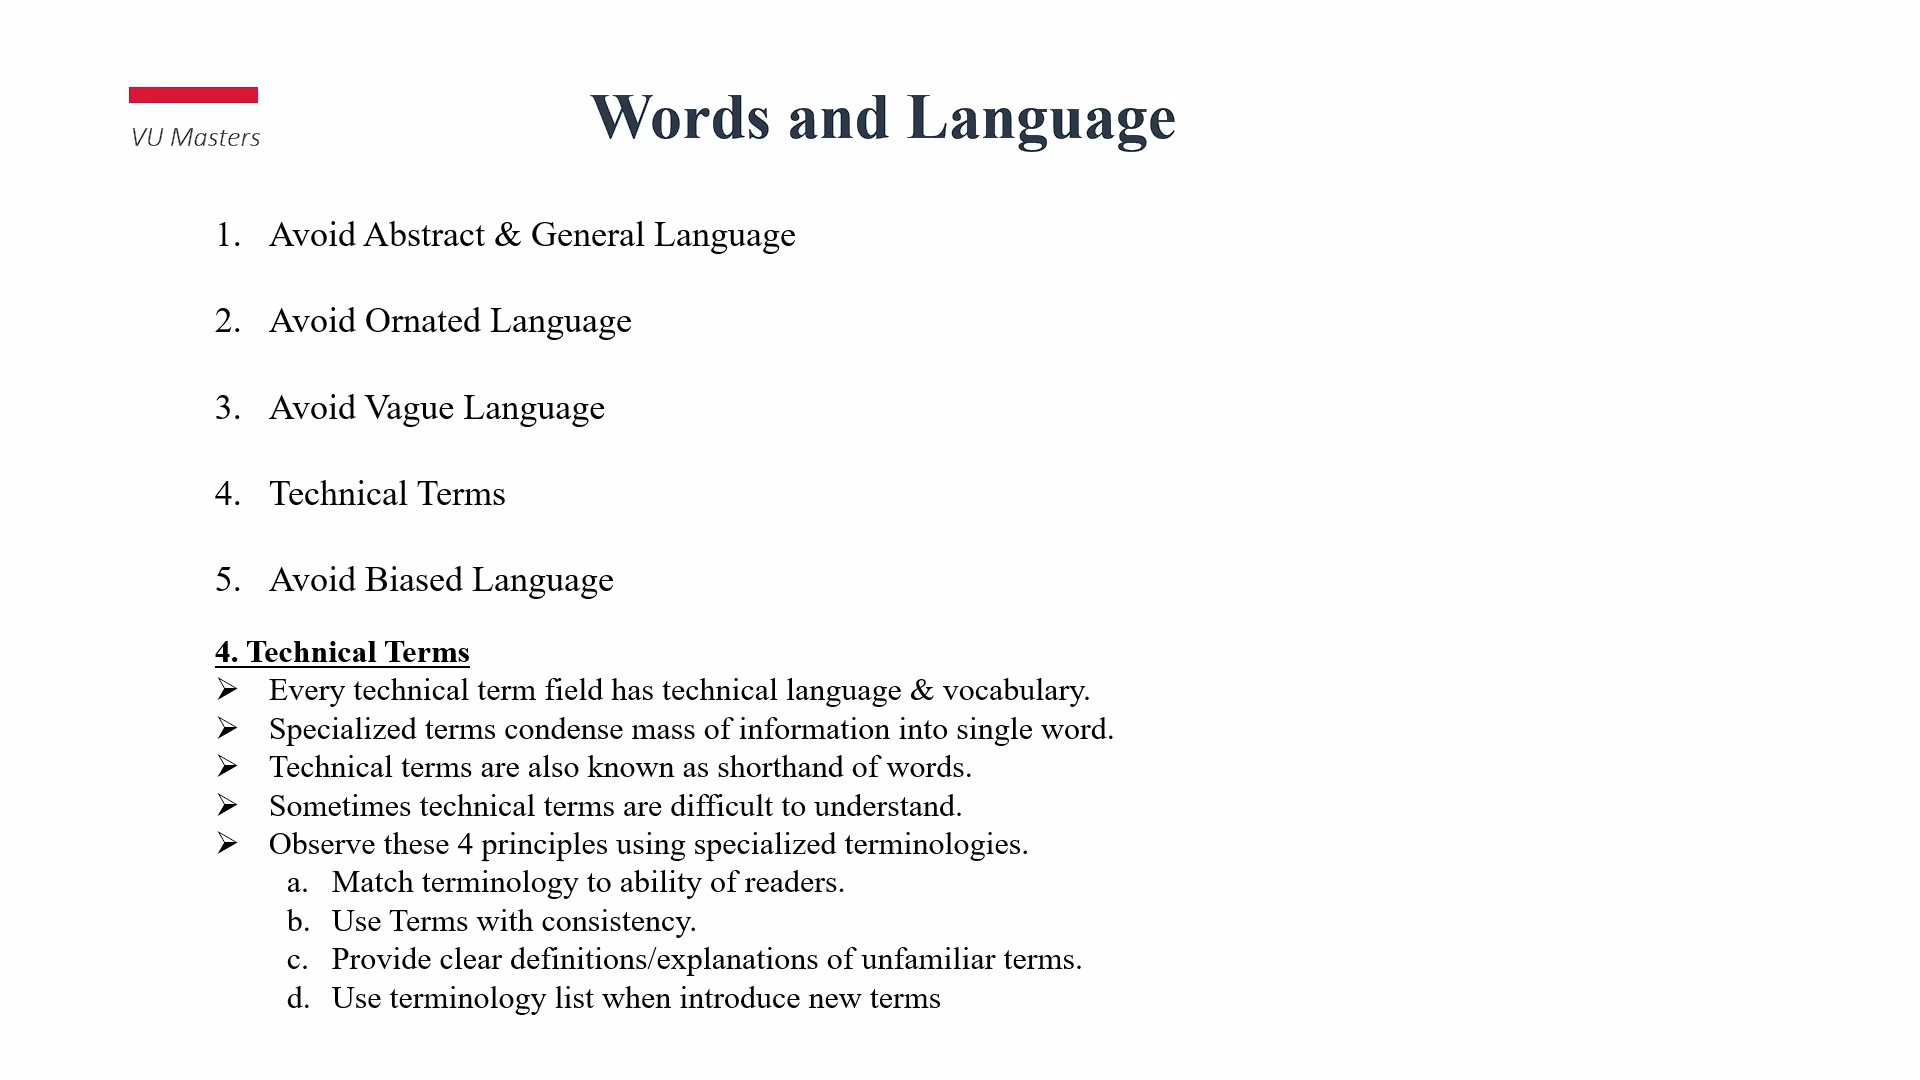 VU Masters
Words and Language
1. Avoid Abstract & General Language
2. Avoid Ornated Language
3. Avoid Vague Language
4. Technical Terms
5. Avoid Biased Language
4. Technical Terms
➢ Every technical term field has technical language & vocabulary.
➢ Specialized terms condense mass of information into single word.
➢ Technical terms are also known as shorthand of words.
➢ Sometimes technical terms are difficult to understand.
➢ Observe these 4 principles using specialized terminologies.
a. Match terminology to ability of readers.
b. Use Terms with consistency.
c. Provide clear definitions/explanations of unfamiliar terms.
d. Use terminology list when introduce new terms